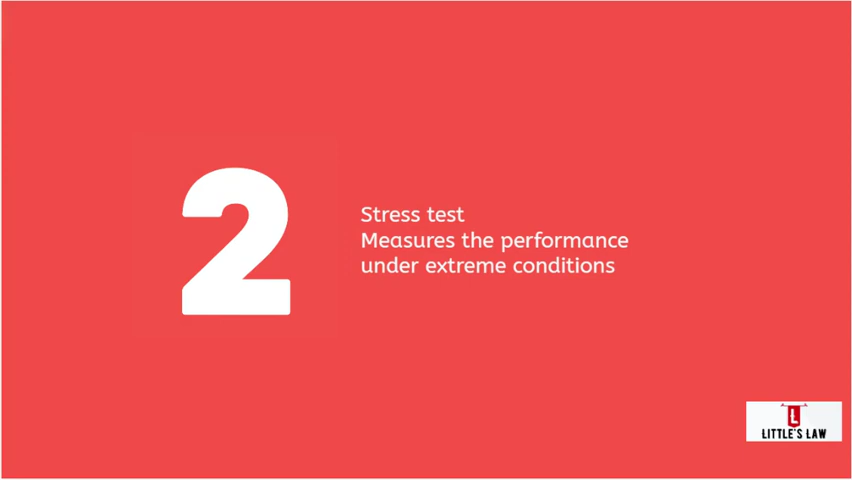 2
Stress test
Measures the performance
under extreme conditions
L
LITTLE'S LAW